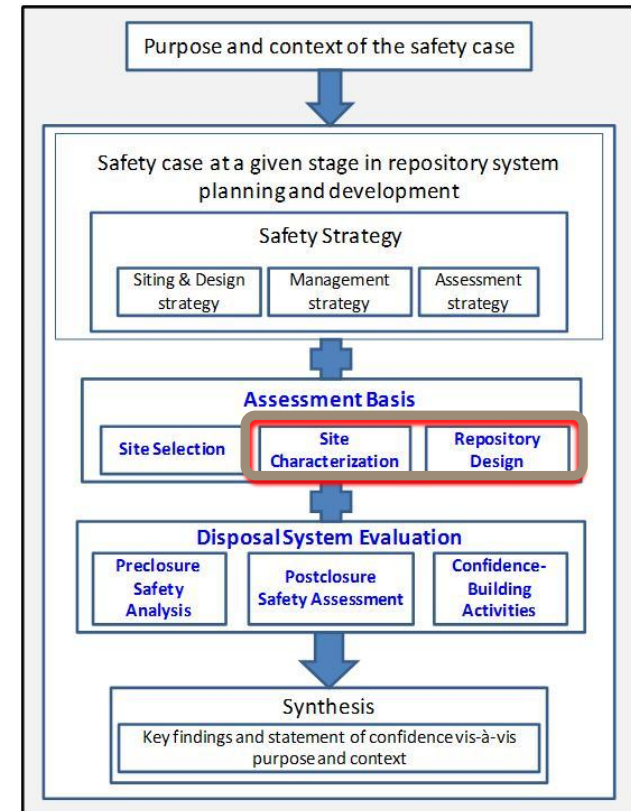 Purpose and context of the safety case
Safety case at a given stage in repository system
planning and development
Safety Strategy
Siting & Design
strategy
Management
strategy
Assessment
strategy
Assessment Basis
Site Selection
Site
Characterization
Repository
Design
Disposal System Evaluation
Preclosure
Safety
Analysis
Postclosure
Safety Assessment
Confidence-
Building
Activities
Synthesis
Key findings and statement of confidence vis-à-vis
purpose and context